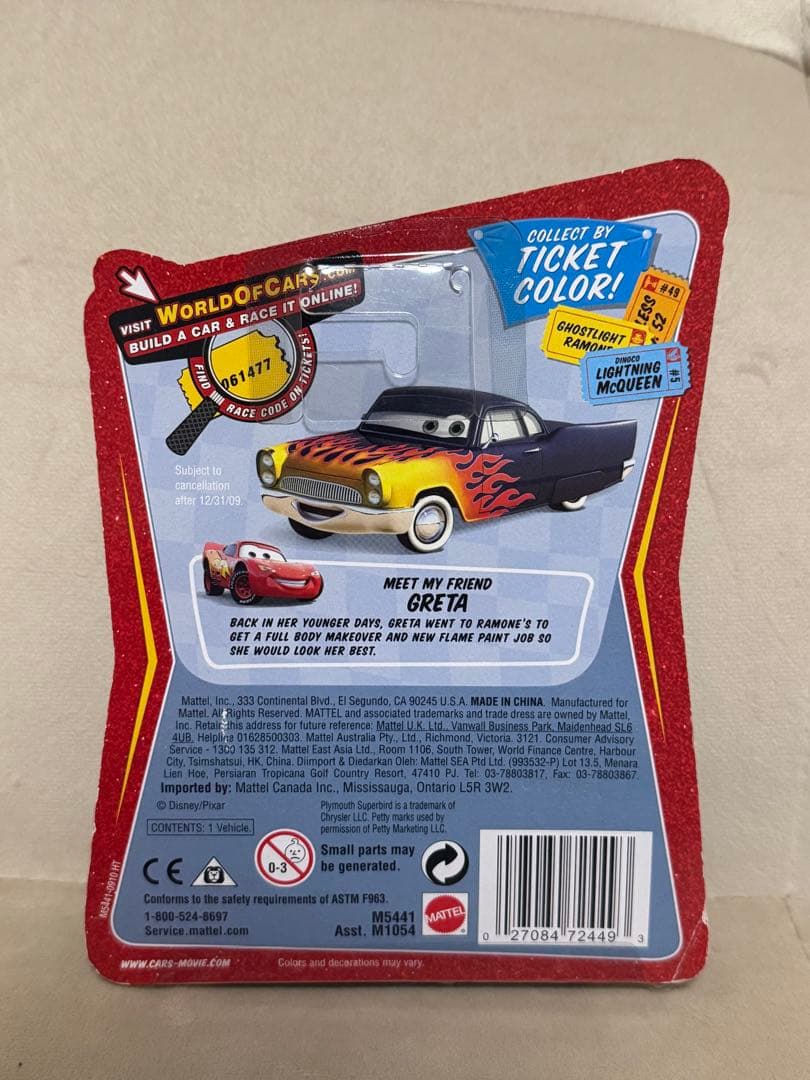 COLLECT BY
TICKET
COLOR!
VISIT WORLDOFCARS.COM
BUILD A CAR & RACE IT ONLINE!
061477
FIND RACE CODE ON TICKETS!
#49
52
GHOSTLIGHT
RAMONE
DINOCO
LIGHTNING
MCQUEEN
#5
Subject to
cancellation
after 12/31/09.
MEET MY FRIEND
GRETA
BACK IN HER YOUNGER DAYS, GRETA WENT TO RAMONE'S TO
GET A FULL BODY MAKEOVER AND NEW FLAME PAINT JOB SO
SHE WOULD LOOK HER BEST.
Mattel, Inc., 333 Continental Blvd., El Segundo, CA 90245 U.S.A. MADE IN CHINA. Manufactured for
Mattel. All Rights Reserved. MATTEL and associated trademarks and trade dress are owned by Mattel,
Inc. Retain this address for future reference: Mattel U.K. Ltd., Vanwall Business Park, Maidenhead SL6
4UB. Helpline 01628500303. Mattel Australia Pty., Ltd., Richmond, Victoria. 3121. Consumer Advisory
Service - 1300 135 312. Mattel East Asia Ltd., Room 1106, South Tower, World Finance Centre, Harbour
City, Tsimshatsui, HK, China. Diimport & Diedarkan Oleh: Mattel SEA Ptd Ltd. (993532-P) Lot 13.5, Menara
Lien Hoe, Persiaran Tropicana Golf Country Resort, 47410 PJ. Tel: 03-78803817, Fax: 03-78803867.
Imported by: Mattel Canada Inc., Mississauga, Ontario L5R 3W2.
© Disney/Pixar
Plymouth Superbird is a trademark of
Chrysler LLC. Petty marks used by
permission of Petty Marketing LLC.
CONTENTS: 1 Vehicle.
CE
0-3
Small parts may
be generated.
Conforms to the safety requirements of ASTM F963.
1-800-524-8697
Service.mattel.com
M5441
Asst. M1054
MATTEL
0 27084 72449 3
M5441-0910 HT
WWW.CARS-MOVIE.COM
Colors and decorations may vary.